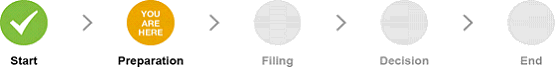 YOU
ARE
HERE
Start
Preparation
Filing
Decision
End